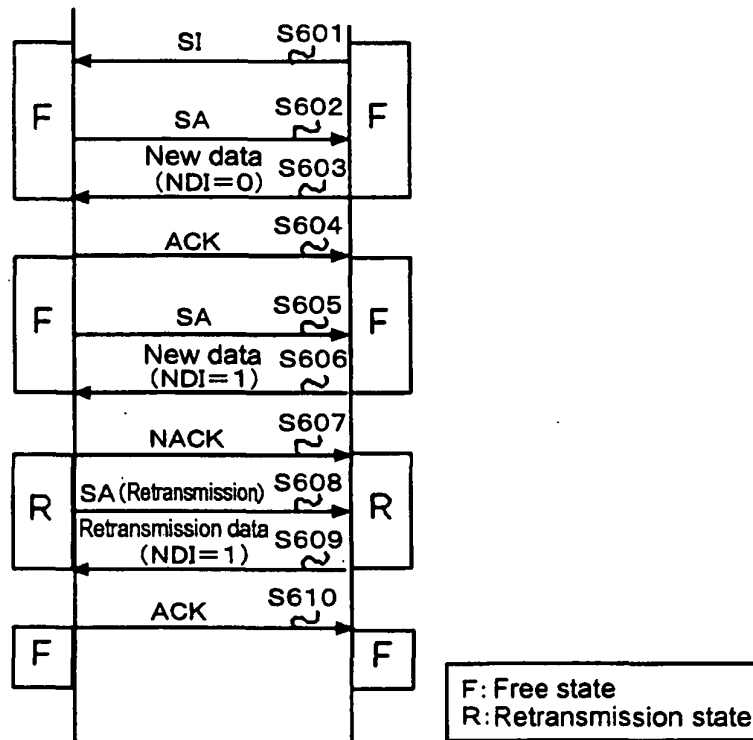 SI S601
F F
SA S602
New data S603
(NDI=0)
ACK S604
F F
SA S605
New data S606
(NDI=1)
NACK S607
R R
SA (Retransmission) S608
Retransmission data S609
(NDI=1)
ACK S610
F F
F: Free state
R: Retransmission state